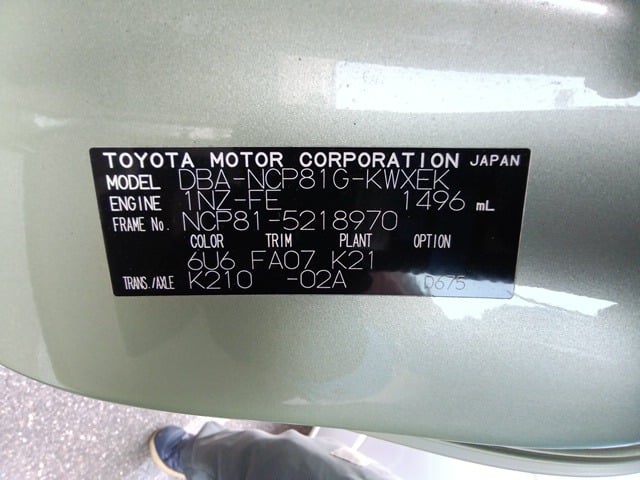 TOYOTA MOTOR CORPORATION JAPAN
MODEL DBA-NCP81G-KWXEK
ENGINE 1NZ-FE 1496 mL
FRAME No. NCP81-5218970
COLOR TRIM PLANT OPTION
6U6 FA07 K21
TRANS./AXLE K210 -02A D675